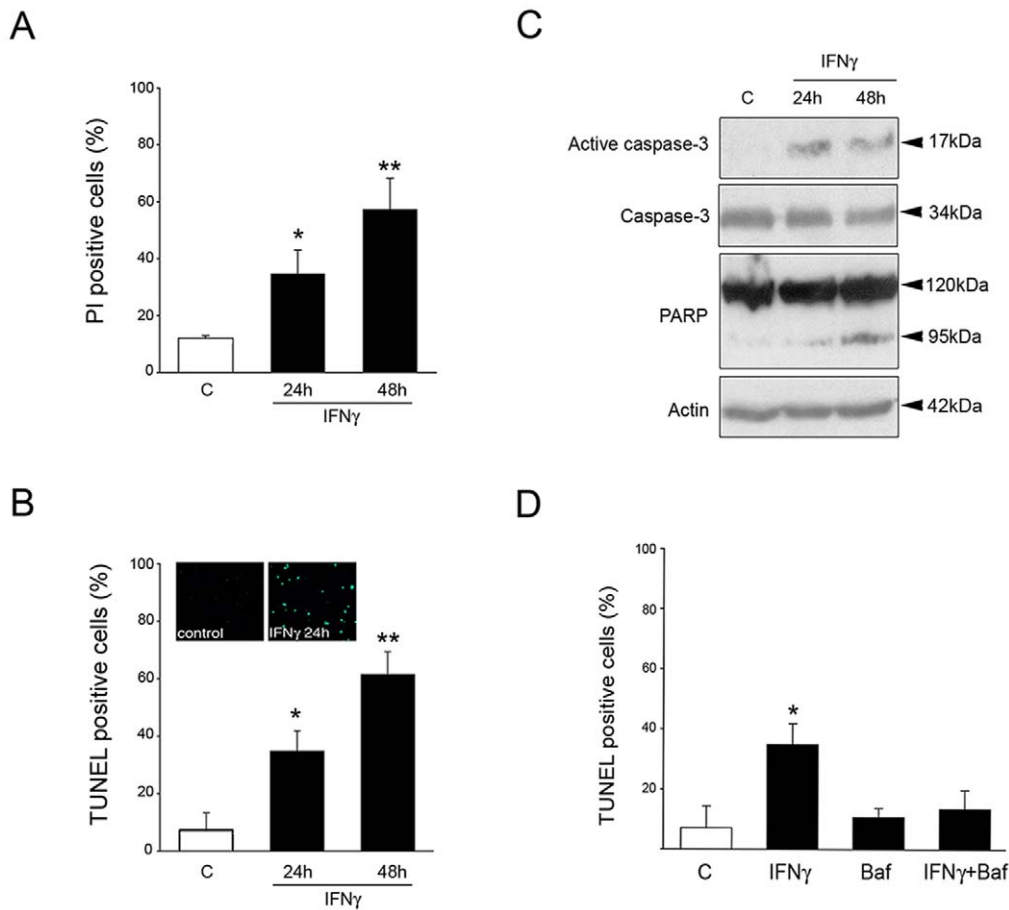 A
PI positive cells (%)
100
80
60
40
20
0
*
**
C
24h
48h
IFNγ
B
TUNEL positive cells (%)
100
80
60
40
20
0
control
IFNγ 24h
*
**
C
24h
48h
IFNγ
C
IFNγ
C
24h
48h
Active caspase-3
17kDa
Caspase-3
34kDa
PARP
120kDa
95kDa
Actin
42kDa
D
TUNEL positive cells (%)
100
80
60
40
20
*
C
IFNγ
Baf
IFNγ+Baf